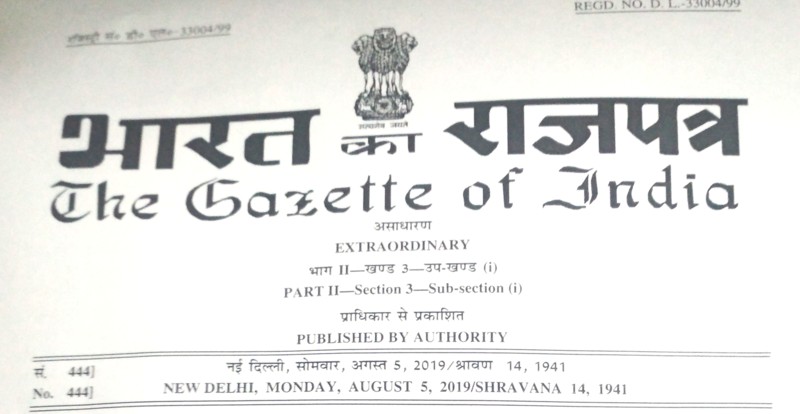 रजिस्ट्री सं० डी० एल०-33004/99
REGD. NO. D. L.-33004/99
सत्यमेव जयते
भारत का राजपत्र
The Gazette of India
असाधारण
EXTRAORDINARY
भाग II—खण्ड 3—उप-खण्ड (i)
PART II—Section 3—Sub-section (i)
प्राधिकार से प्रकाशित
PUBLISHED BY AUTHORITY
सं. 444] नई दिल्ली, सोमवार, अगस्त 5, 2019/श्रावण 14, 1941
No. 444] NEW DELHI, MONDAY, AUGUST 5, 2019/SHRAVANA 14, 1941